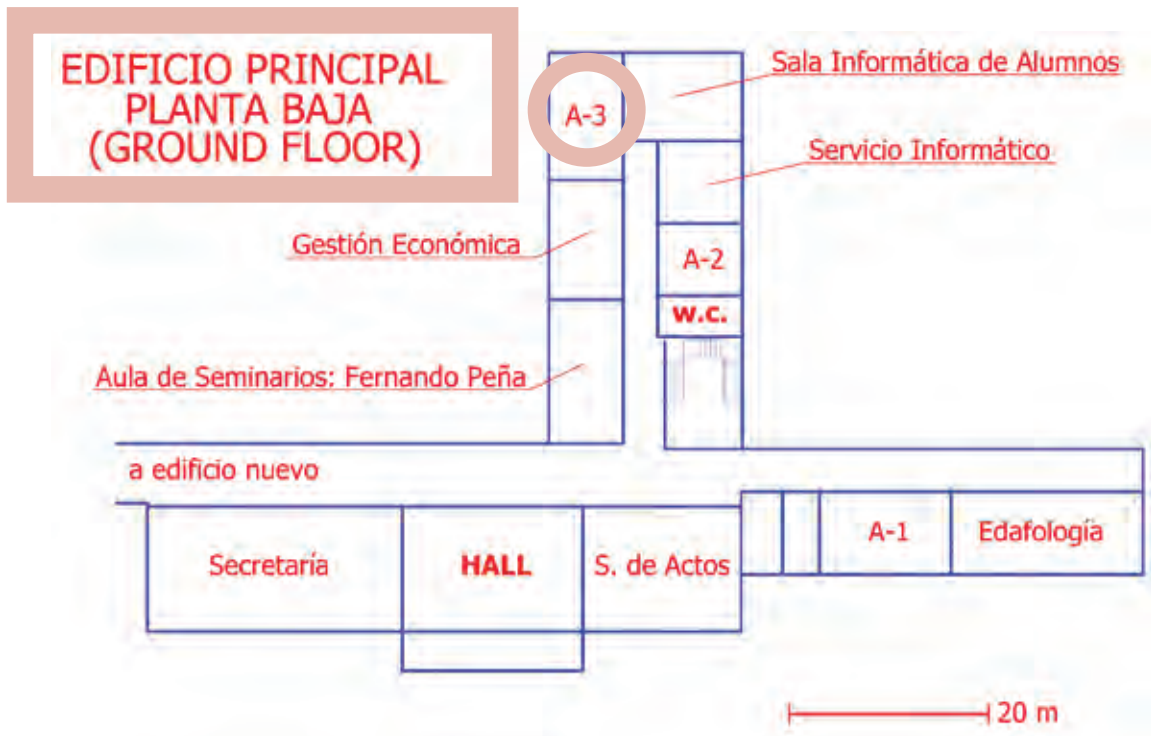 EDIFICIO PRINCIPAL
PLANTA BAJA
(GROUND FLOOR)
A-3
Sala Informática de Alumnos
Servicio Informático
Gestión Económica
A-2
w.c.
Aula de Seminarios: Fernando Peña
a edificio nuevo
Secretaría
HALL
S. de Actos
A-1
Edafología
20 m